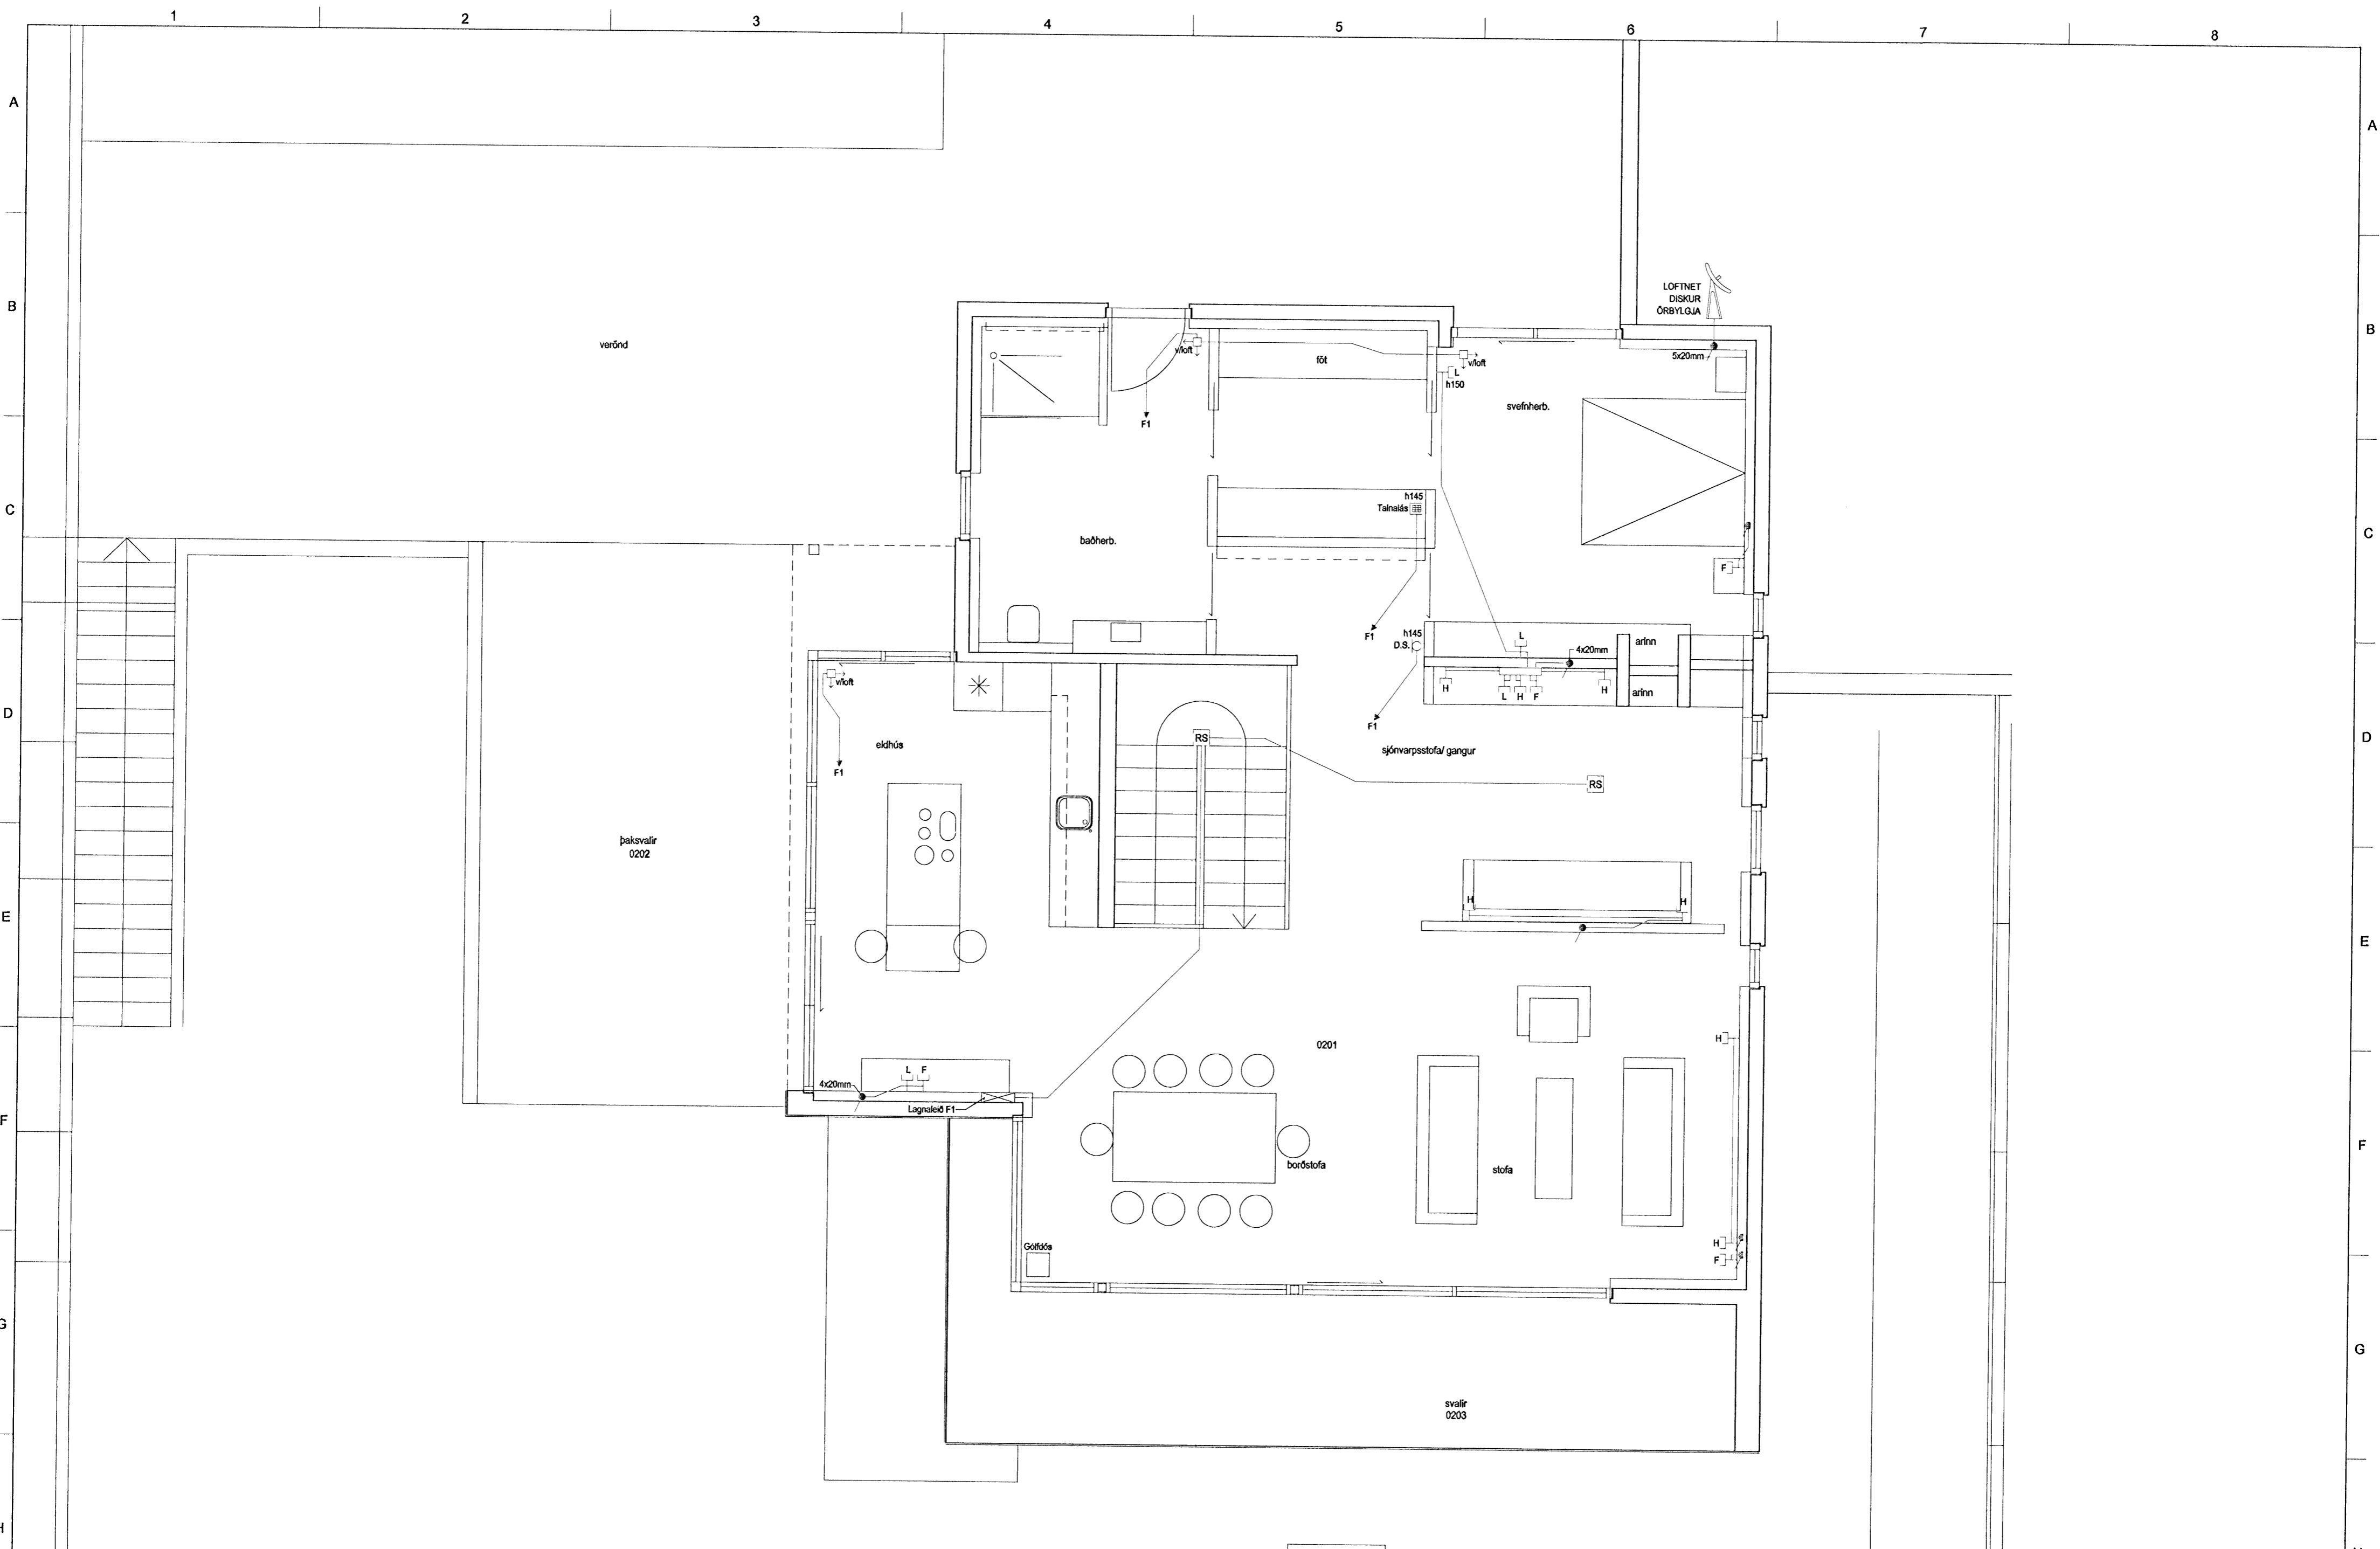 1 2 3 4 5 6 7 8
A A
B B
LOFTNET
DISKUR
ÖRBYLGJA
5x20mm
verönd
v/loft
föt
v/loft
L
h150
svefnherb.
F1
C C
h145
Talnalás
baðherb.
F
F1
h145
D.S.
L
4x20mm
arinn
H L H F H
arinn
v/loft
D D
F1
RS
eldhús
sjónvarpsstofa/ gangur
F1
RS
þaksvalir
0202
E E
H H
0201
H
L F
4x20mm
Lagnaleið F1
F F
borðstofa
stofa
Gólfdós
H
F
G G
svalir
0203